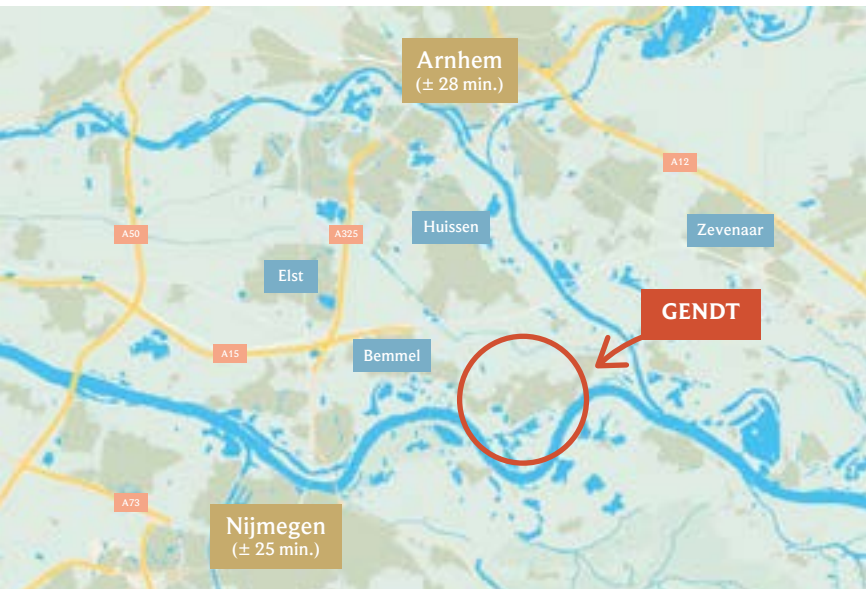 Arnhem
(± 28 min.)
A12
A50
A325
Huissen
Zevenaar
Elst
GENDT
A15
Bemmel
A73
Nijmegen
(± 25 min.)